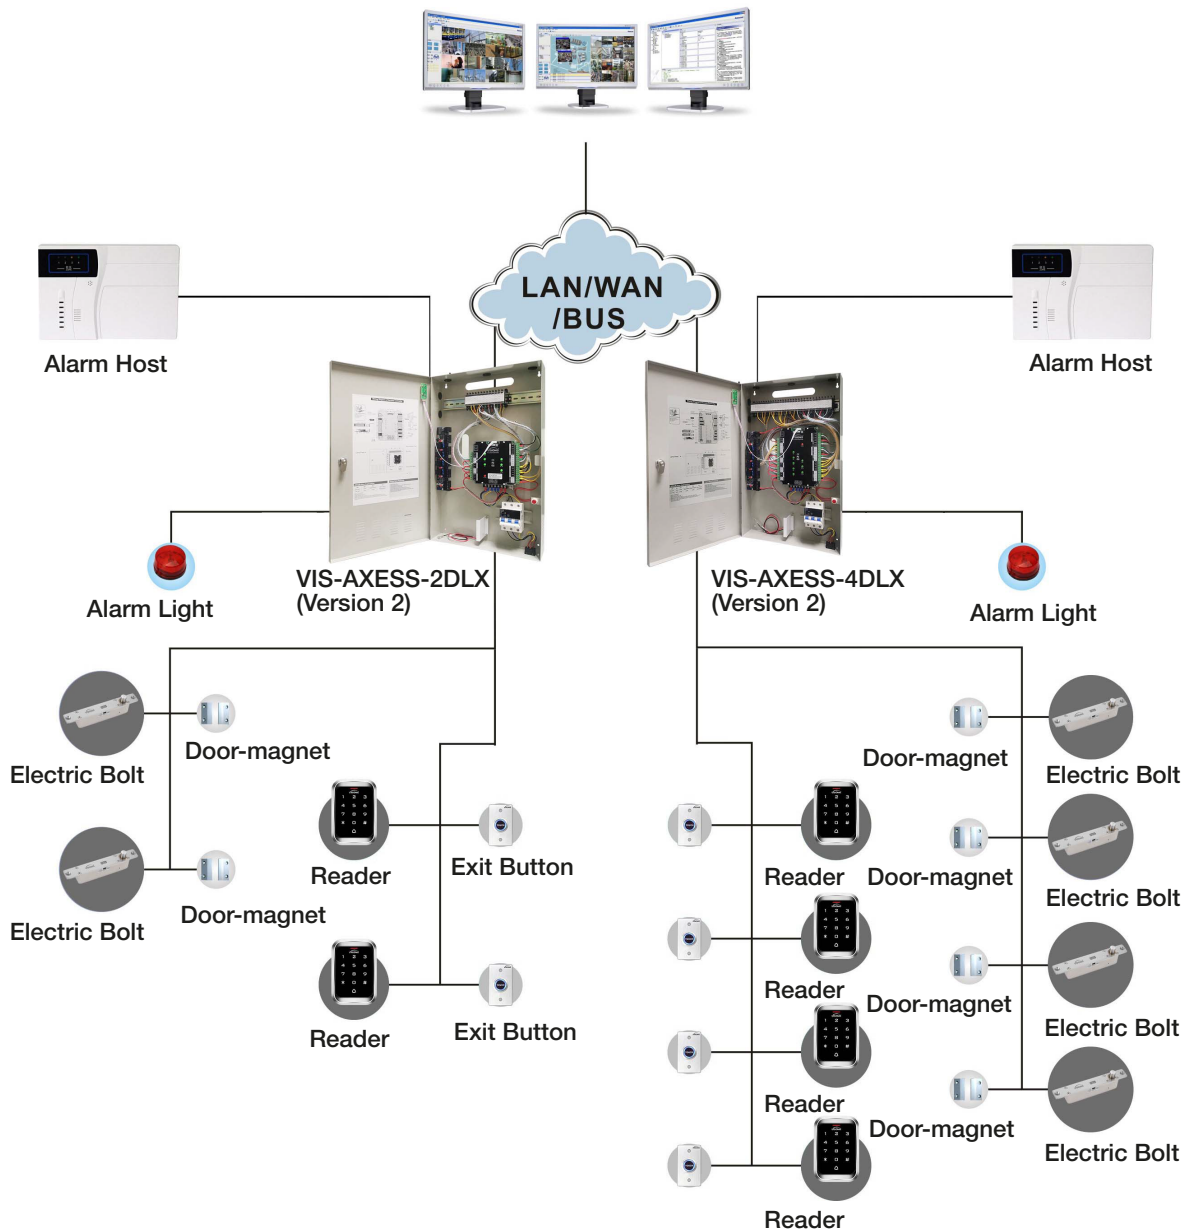 LAN/WAN
/BUS
Alarm Host
Alarm Host
VIS-AXESS-2DLX
(Version 2)
VIS-AXESS-4DLX
(Version 2)
Alarm Light
Alarm Light
Door-magnet
Electric Bolt
Door-magnet
Electric Bolt
Reader
Exit Button
Door-magnet
Electric Bolt
Reader
Exit Button
Reader
Door-magnet
Electric Bolt
Reader
Door-magnet
Electric Bolt
Reader
Door-magnet
Electric Bolt
Reader